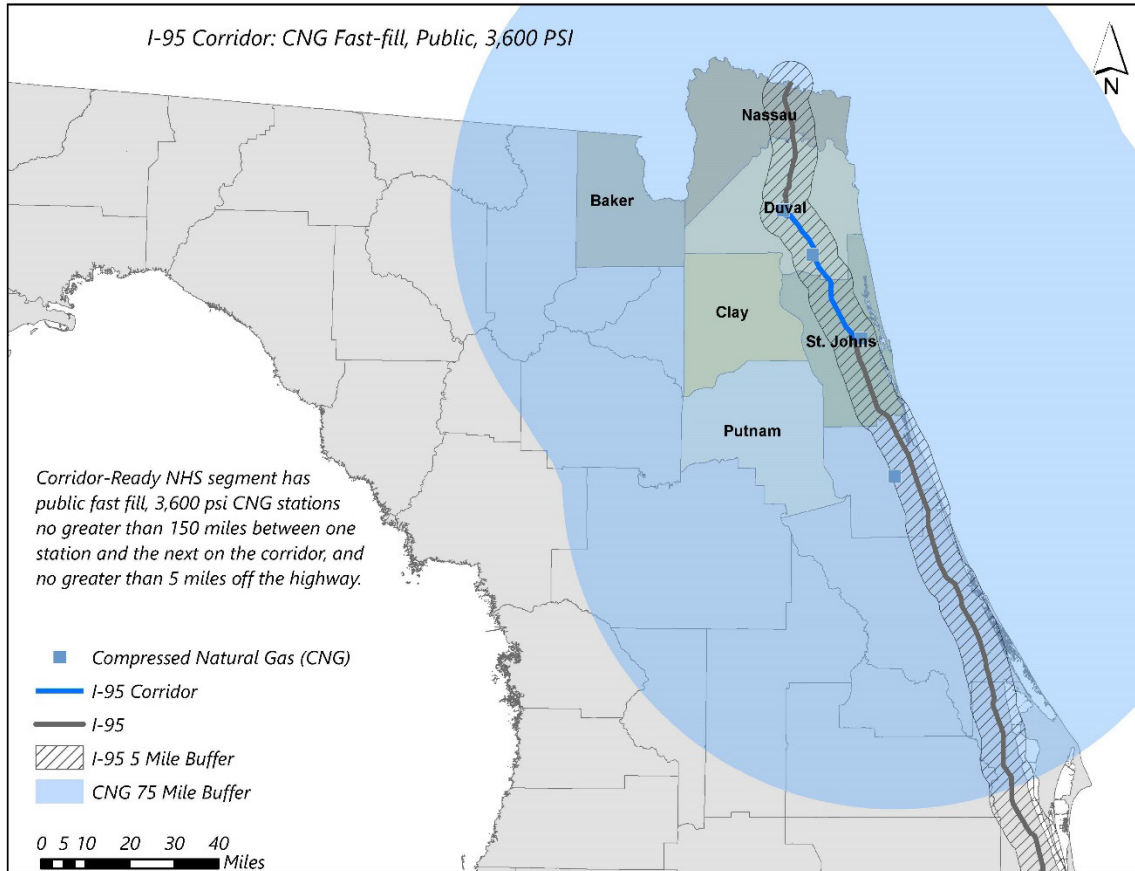 I-95 Corridor: CNG Fast-fill, Public, 3,600 PSI
N
Nassau
Baker
Duval
Clay
St. Johns
Putnam
Corridor-Ready NHS segment has
public fast fill, 3,600 psi CNG stations
no greater than 150 miles between one
station and the next on the corridor, and
no greater than 5 miles off the highway.
Compressed Natural Gas (CNG)
I-95 Corridor
I-95
I-95 5 Mile Buffer
CNG 75 Mile Buffer
0 5 10 20 30 40
Miles